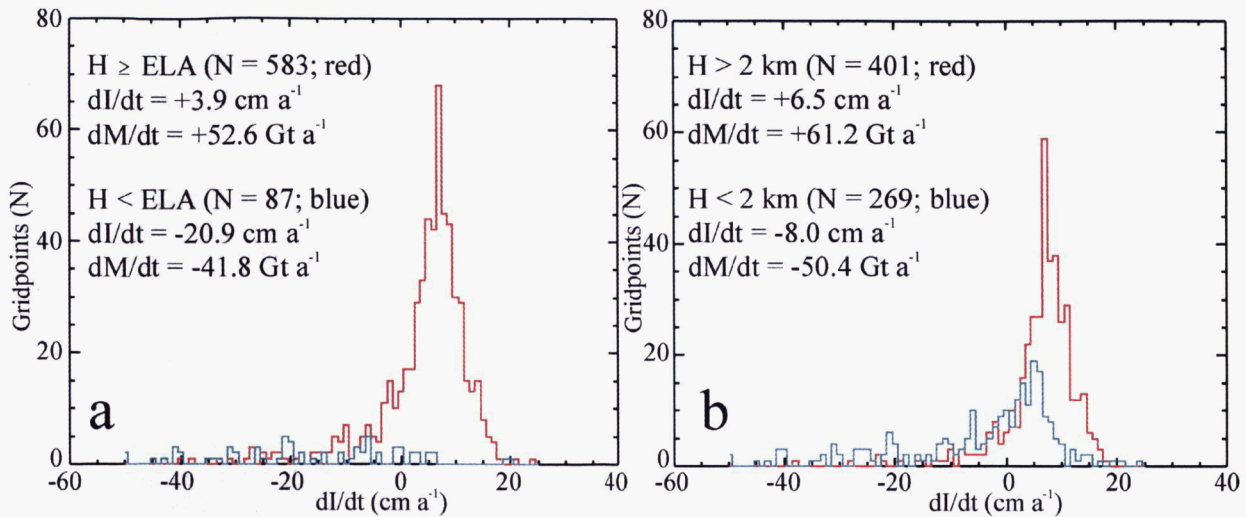 80
60
40
20
0
Gridpoints (N)
H ≥ ELA (N = 583; red)
dI/dt = +3.9 cm a⁻¹
dM/dt = +52.6 Gt a⁻¹
H < ELA (N = 87; blue)
dI/dt = -20.9 cm a⁻¹
dM/dt = -41.8 Gt a⁻¹
a
-60 -40 -20 0 20 40
dI/dt (cm a⁻¹)
80
60
40
20
0
Gridpoints (N)
H > 2 km (N = 401; red)
dI/dt = +6.5 cm a⁻¹
dM/dt = +61.2 Gt a⁻¹
H < 2 km (N = 269; blue)
dI/dt = -8.0 cm a⁻¹
dM/dt = -50.4 Gt a⁻¹
b
-60 -40 -20 0 20 40
dI/dt (cm a⁻¹)